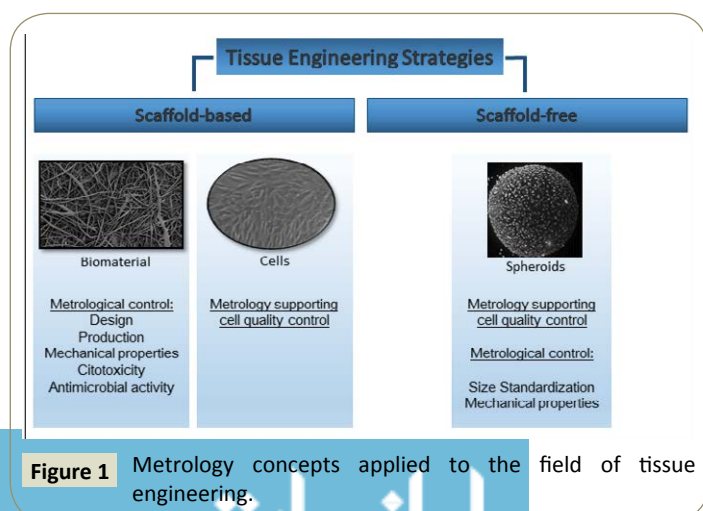 Tissue Engineering Strategies
Scaffold-based
Scaffold-free
Biomaterial
Metrological control:
Design
Production
Mechanical properties
Citotoxicity
Antimicrobial activity
Cells
Metrology supporting
cell quality control
Spheroids
Metrology supporting
cell quality control
Metrological control:
Size Standardization
Mechanical properties
Figure 1 Metrology concepts applied to the field of tissue
engineering.